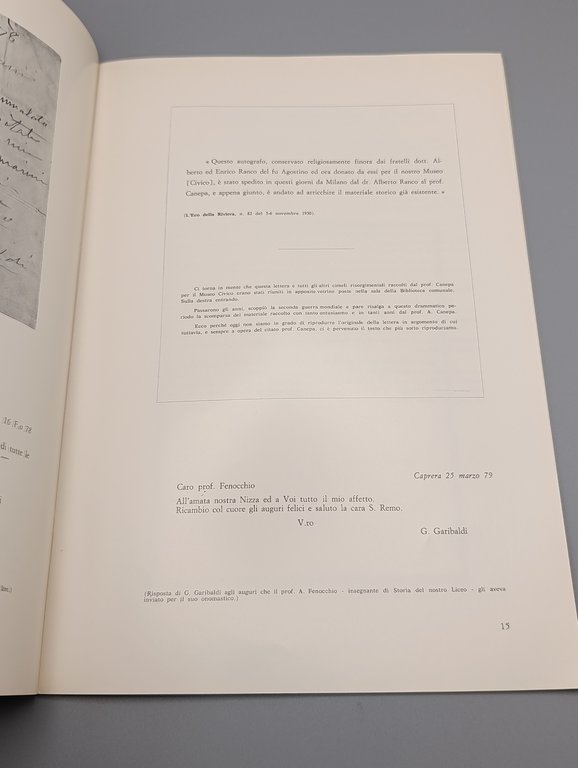 « Questo autografo, conservato religiosamente finora dai fratelli dott. Al-
berto ed Enrico Ranco del fu Agostino ed ora donato da essi per il nostro Museo
[Civico], è stato spedito in questi giorni da Milano dal dr. Alberto Ranco al prof.
Canepa, e appena giunto, è andato ad arricchire il materiale storico già esistente. »
(L'Eco della Riviera, n. 82 del 5-6 novembre 1930).
Ci torna in mente che questa lettera e tutti gli altri cimeli risorgimentali raccolti dal prof. Canepa
per il Museo Civico erano stati riuniti in apposite vetrine poste nella sala della Biblioteca comunale.
Sulla destra entrando.
Passarono gli anni, scoppiò la seconda guerra mondiale e pare risalga a questo drammatico pe-
riodo la scomparsa del materiale raccolto con tanto entusiasmo e in tanti anni dal prof. A. Canepa.
Ecco perché oggi non siamo in grado di riprodurre l'originale della lettera in argomento di cui
tuttavia, e sempre a opera del citato prof. Canepa, ci è pervenuto il testo che più sotto riproduciamo.
Caprera 25 marzo 79
Caro prof. Fenocchio
All'amata nostra Nizza ed a Voi tutto il mio affetto.
Ricambio col cuore gli auguri felici e saluto la cara S. Remo.
V.ro
G. Garibaldi
(Risposta di G. Garibaldi agli auguri che il prof. A. Fenocchio - insegnante di Storia del nostro Liceo - gli aveva
inviato per il suo onomastico.)
15